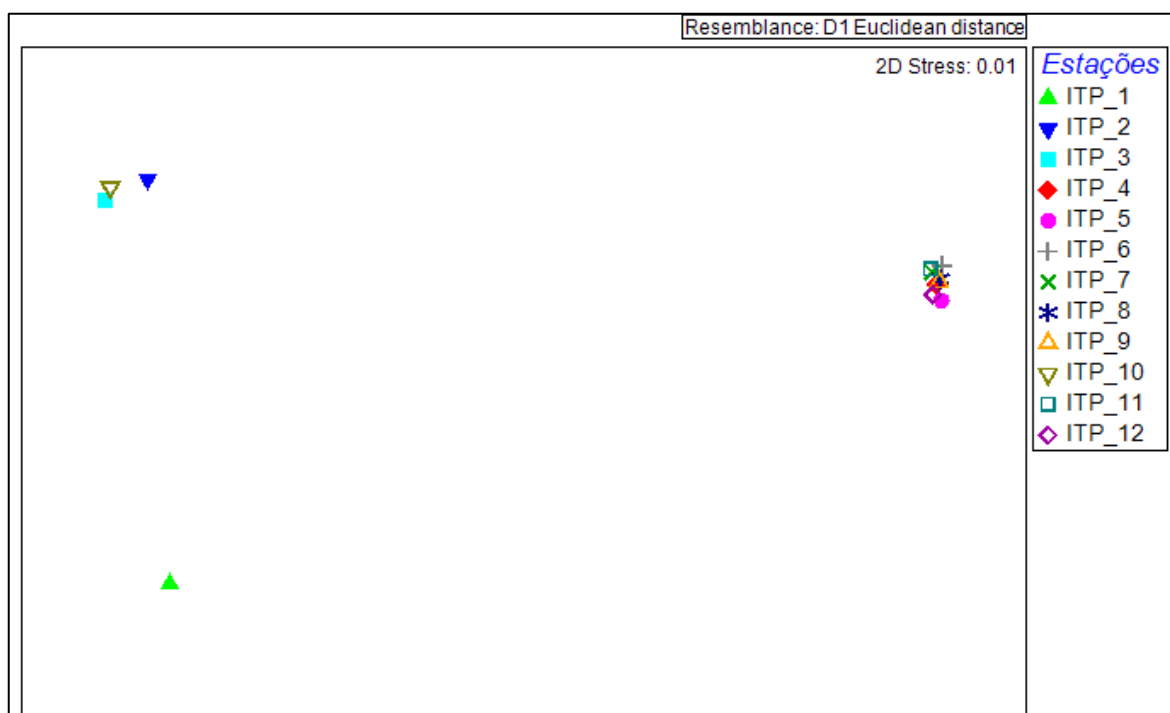 Resemblance: D1 Euclidean distance
2D Stress: 0.01
Estações
ITP_1
ITP_2
ITP_3
ITP_4
ITP_5
ITP_6
ITP_7
ITP_8
ITP_9
ITP_10
ITP_11
ITP_12